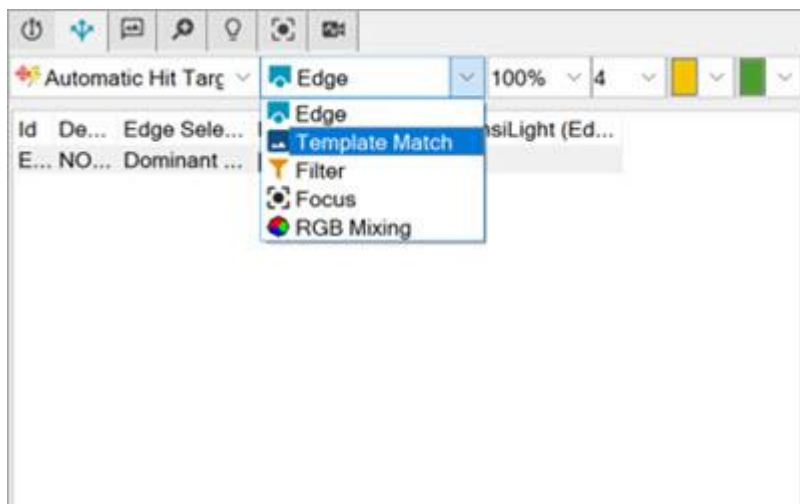 Automatic Hit Targ Edge 100% 4
Edge
Id De... Edge Sele... nsiLight (Ed...
Template Match
E... NO... Dominant ...
Filter
Focus
RGB Mixing